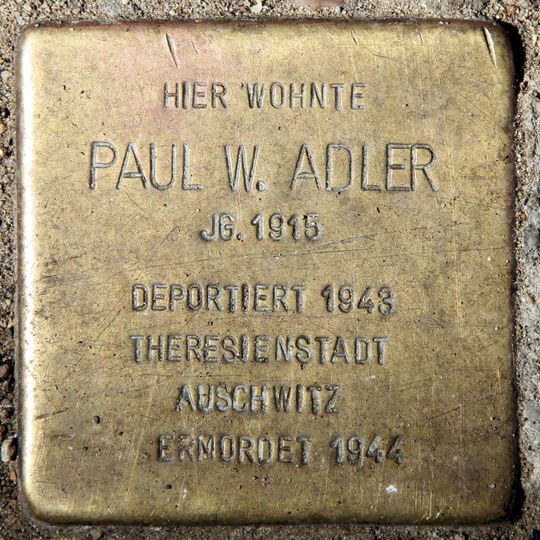 HIER WOHNTE
PAUL W. ADLER
JG. 1915
DEPORTIERT 1943
THERESIENSTADT
AUSCHWITZ
ERMORDET 1944